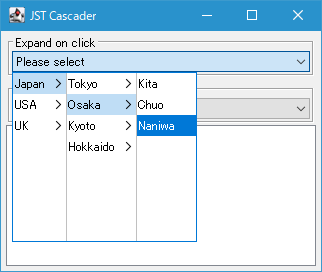 JST Cascader
Expand on click
Please select
Japan
USA
UK
Tokyo
Osaka
Kyoto
Hokkaido
Kita
Chuo
Naniwa